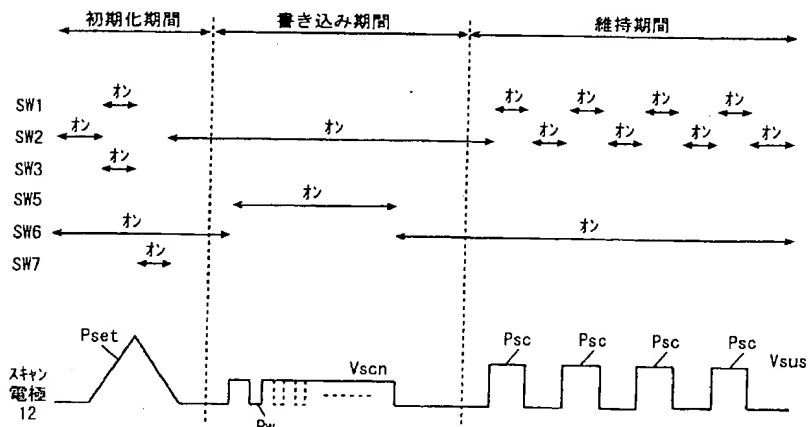 初期化期間 書き込み期間 維持期間
SW1 オン オン オン オン オン
SW2 オン オン オン オン オン オン
SW3 オン
SW5 オン
SW6 オン オン
SW7 オン
Pset Psc Psc Psc Psc
Vscn Vsus
スキャン
電極
12
Pw